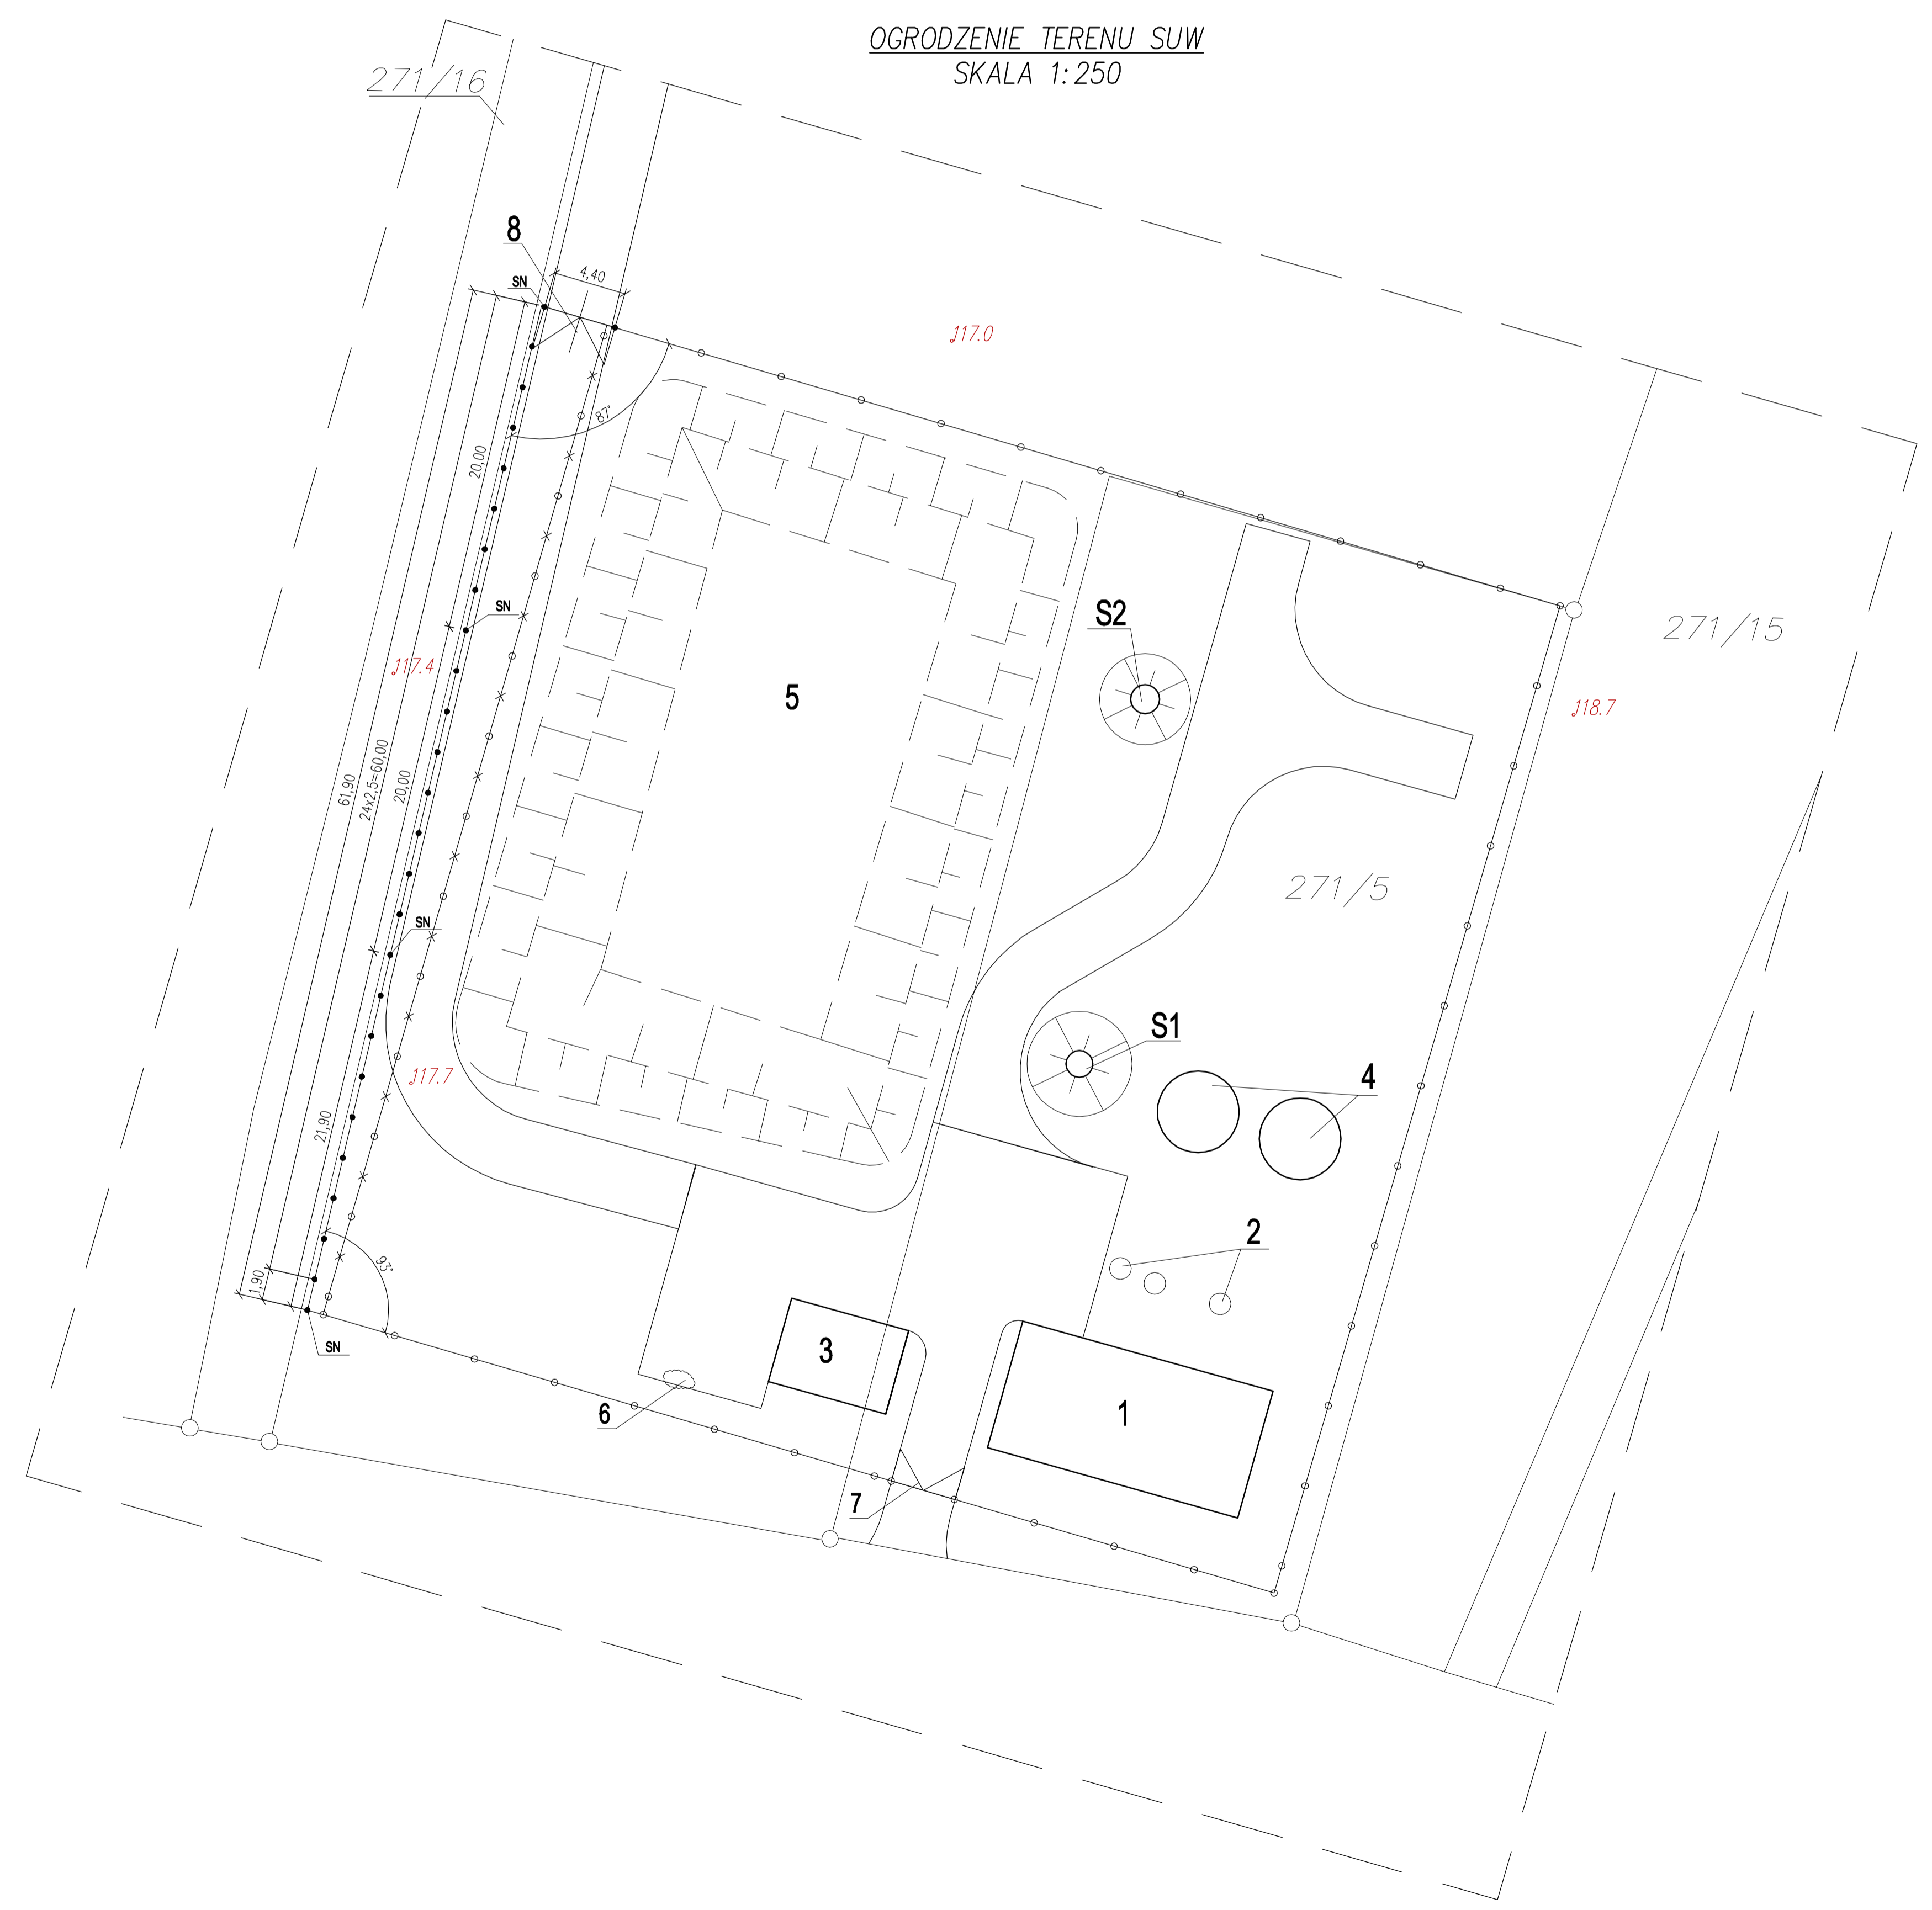 OGRODZENIE TERENU SUW
SKALA 1:250
271/16
8
SN
4,40
117.0
87°
20,00
SN
S2
271/15
117.4
5
118.7
61,90
24x2,5=60,00
20,00
271/5
SN
S1
117.7
4
21,90
2
93°
1,90
SN
3
6
1
7